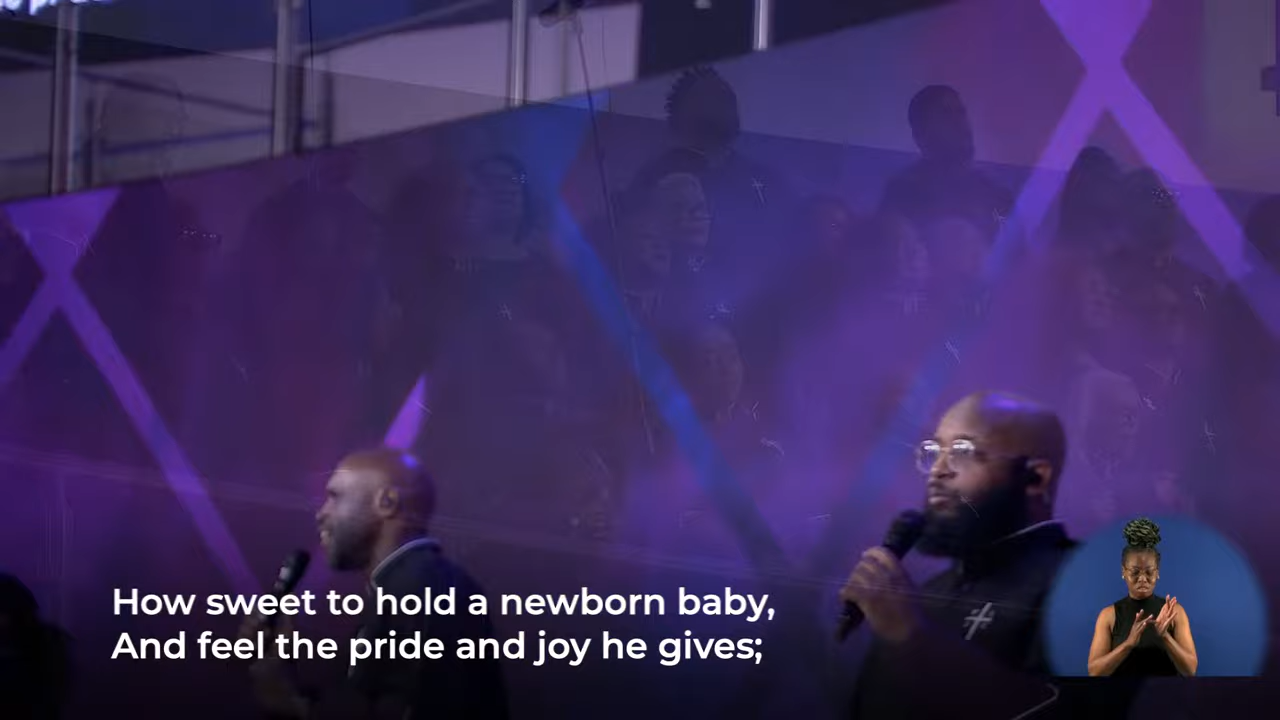 How sweet to hold a newborn baby,
And feel the pride and joy he gives;